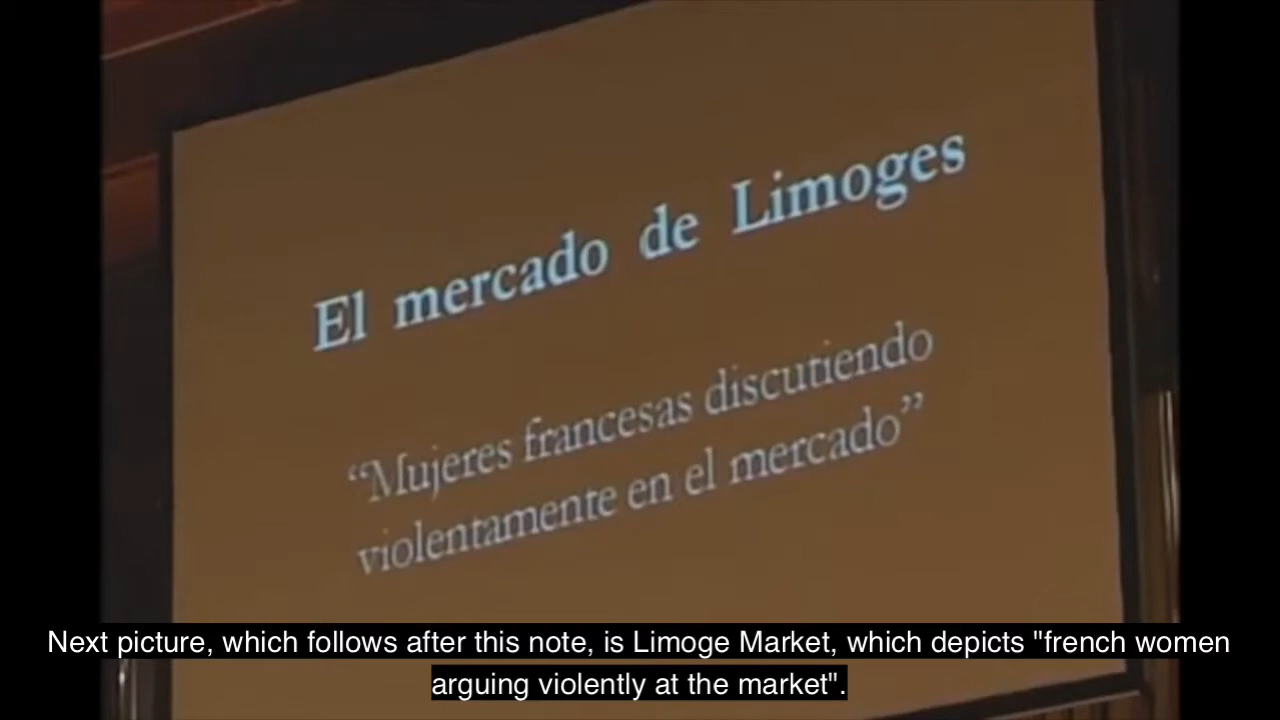 El mercado de Limoges
“Mujeres francesas discutiendo
violentamente en el mercado”
Next picture, which follows after this note, is Limoge Market, which depicts "french women
arguing violently at the market".